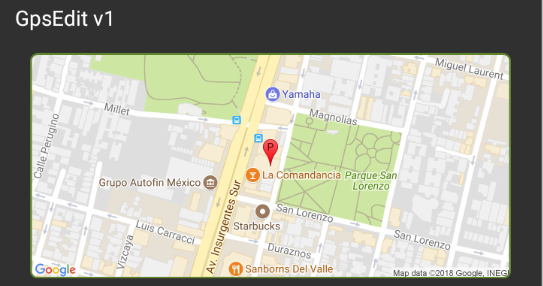 GpsEdit v1
Miguel Laurent
Yamaha
Millet
Magnolias
Calle Perugino
P
La Comandancia
Parque San
Lorenzo
Grupo Autofin México
Av. Insurgentes Sur
San Lorenzo
Starbucks
Luis Carracci
Vizcaya
San Lorenzo
Duraznos
Sanborns Del Valle
Google
Map data ©2018 Google, INEGI